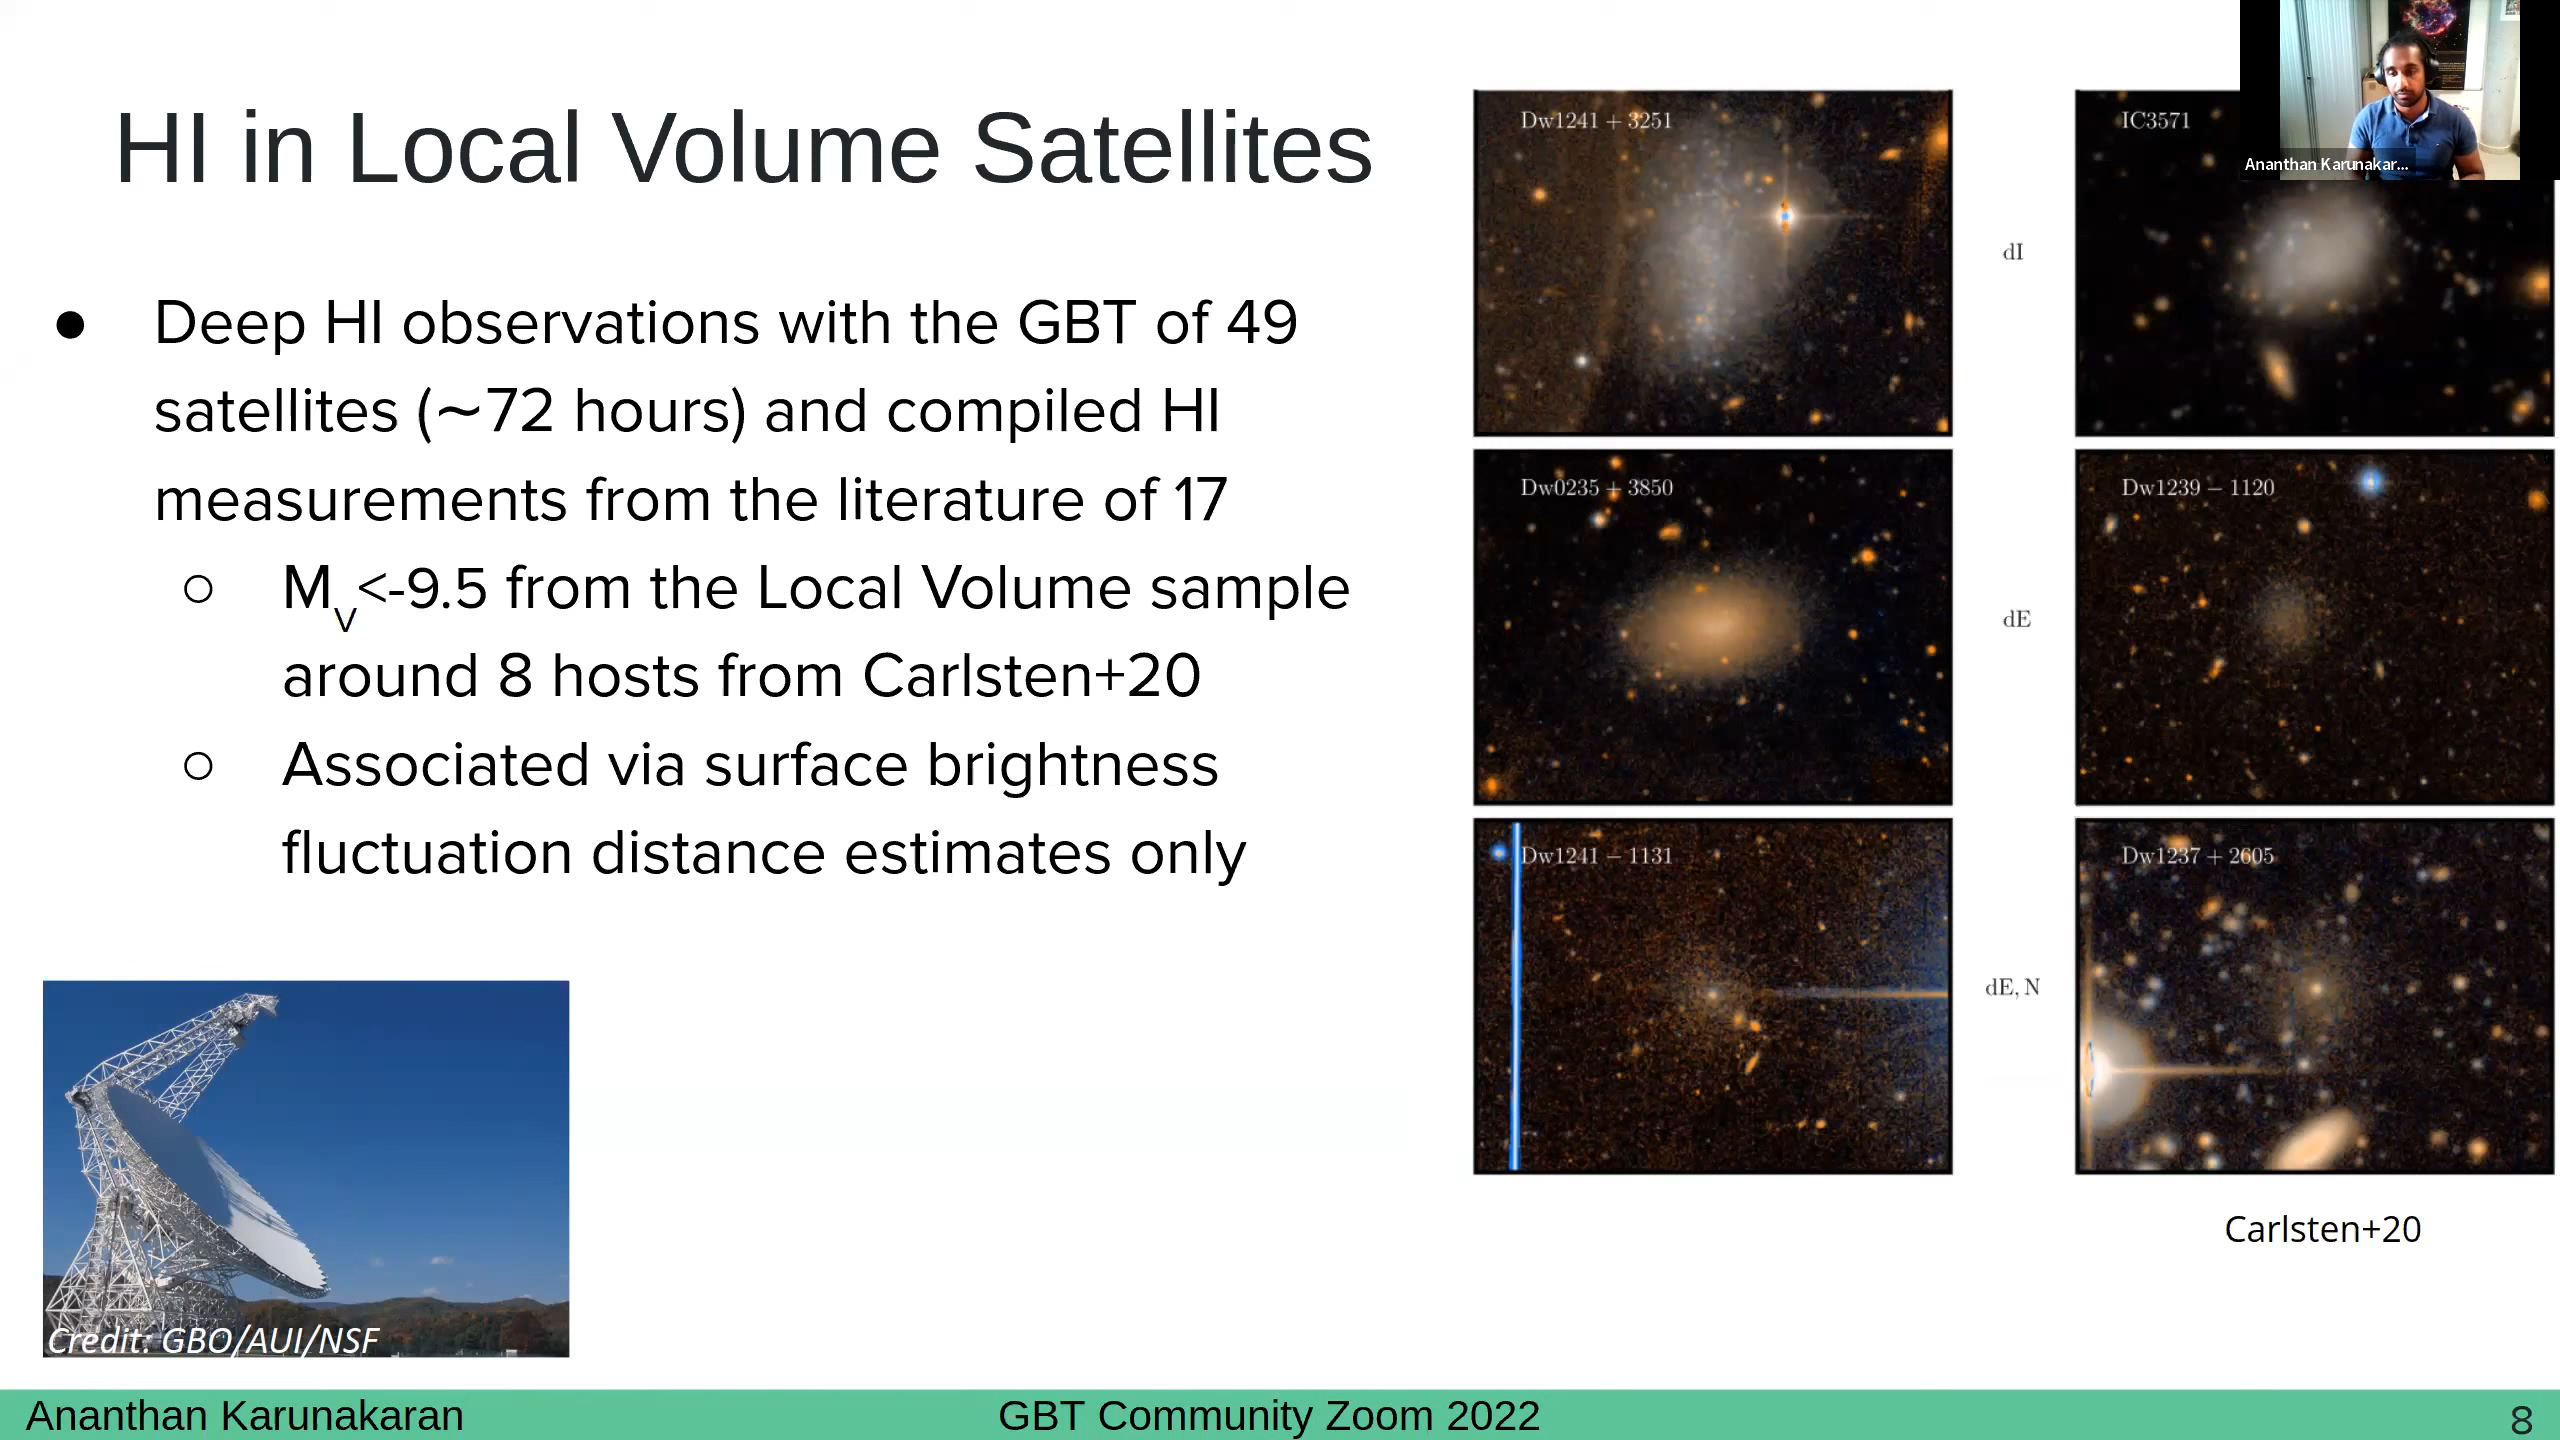 HI in Local Volume Satellites
● Deep HI observations with the GBT of 49
satellites (~72 hours) and compiled HI
measurements from the literature of 17
○ Mv<-9.5 from the Local Volume sample
around 8 hosts from Carlsten+20
○ Associated via surface brightness
fluctuation distance estimates only
Credit: GBO/AUI/NSF
Dw1241 + 3251
dI
IC3571
Ananthan Karunakar...
Dw0235 + 3850
dE
Dw1239 − 1120
Dw1241 − 1131
dE, N
Dw1237 + 2605
Carlsten+20
Ananthan Karunakaran
GBT Community Zoom 2022
8